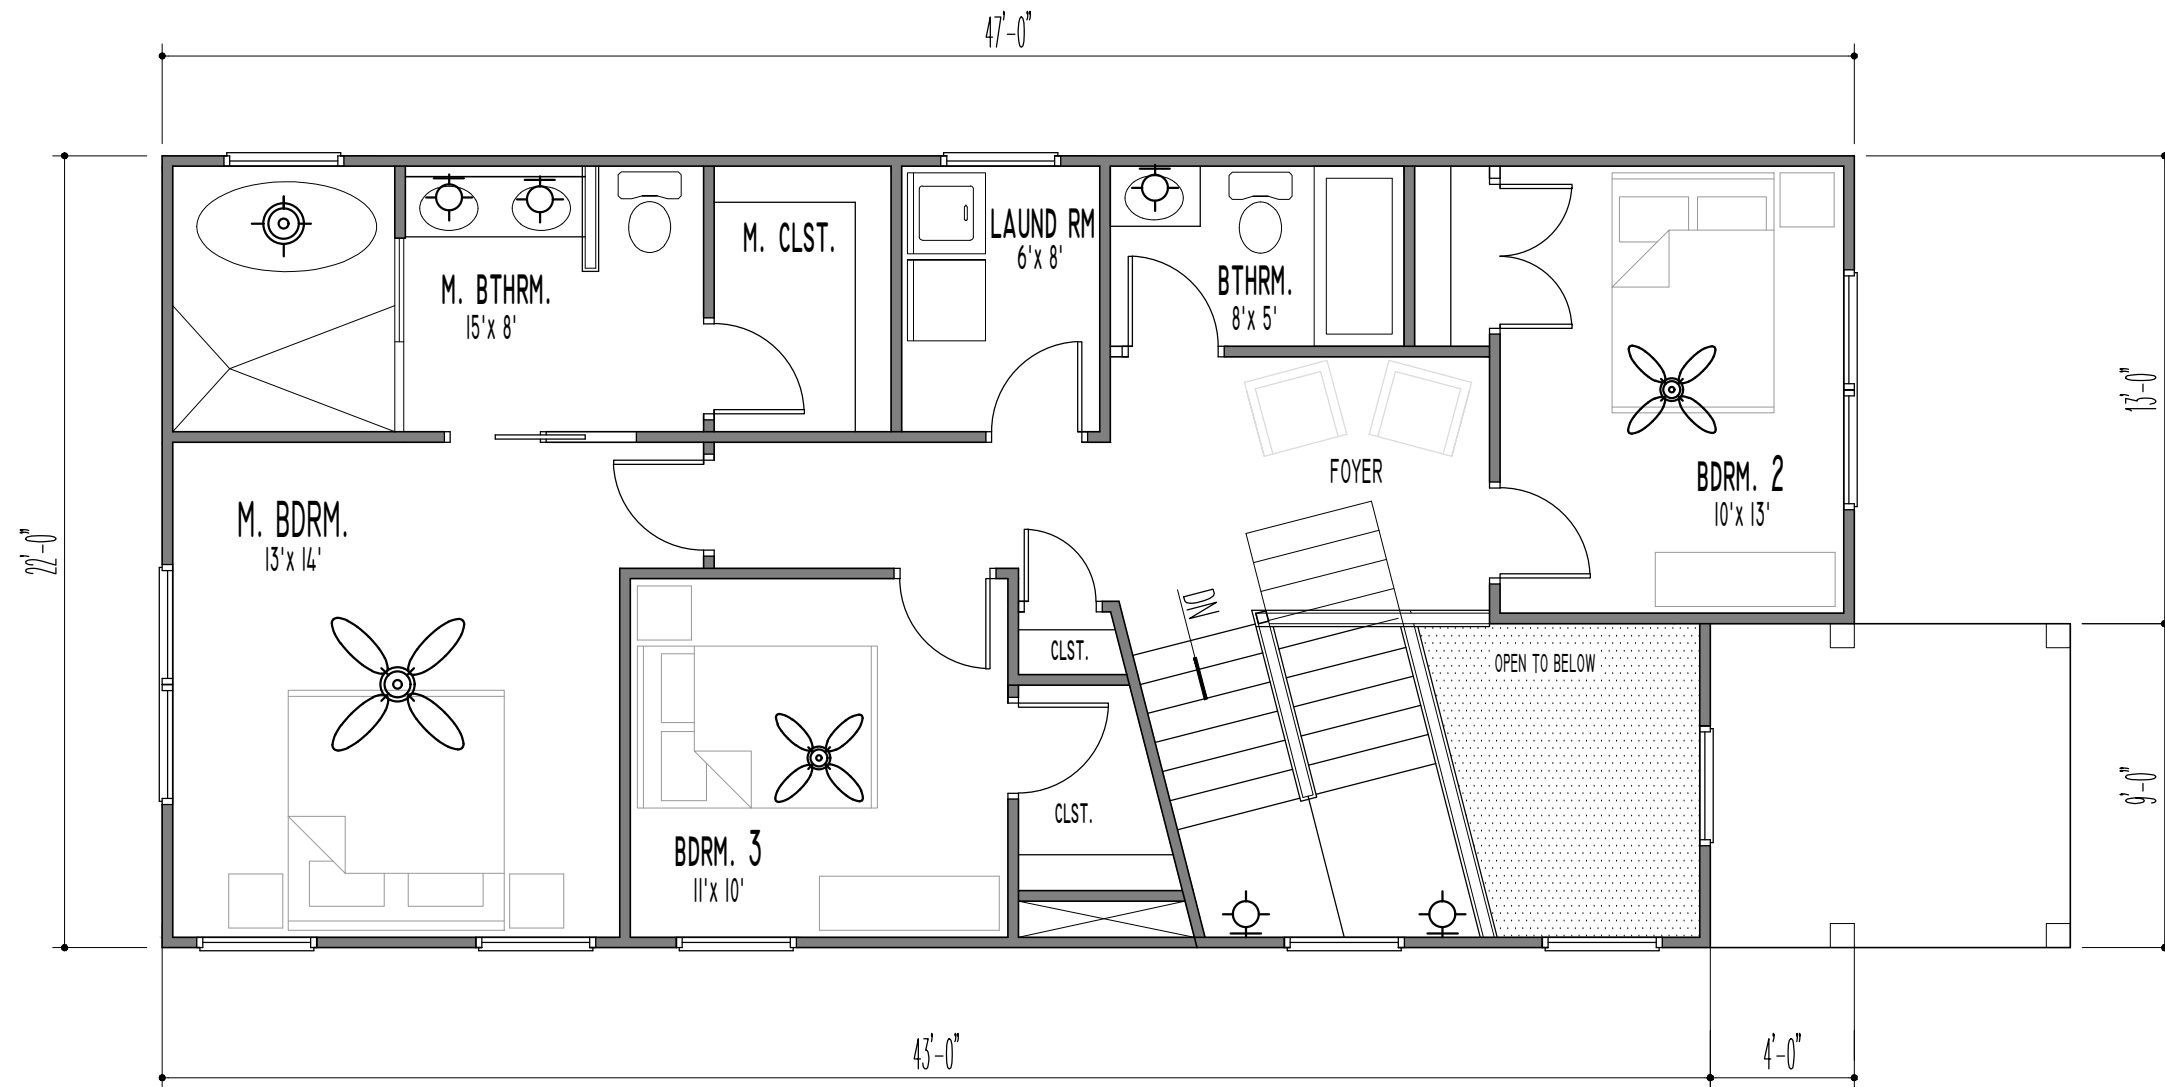 47'-0"
M. CLST.
LAUND RM
6'x 8'
M. BTHRM.
15'x 8'
BTHRM.
8'x 5'
13'-0"
FOYER
BDRM. 2
10'x 13'
M. BDRM.
13'x 14'
22'-0"
DN
CLST.
OPEN TO BELOW
9'-0"
CLST.
BDRM. 3
11'x 10'
43'-0"
4'-0"